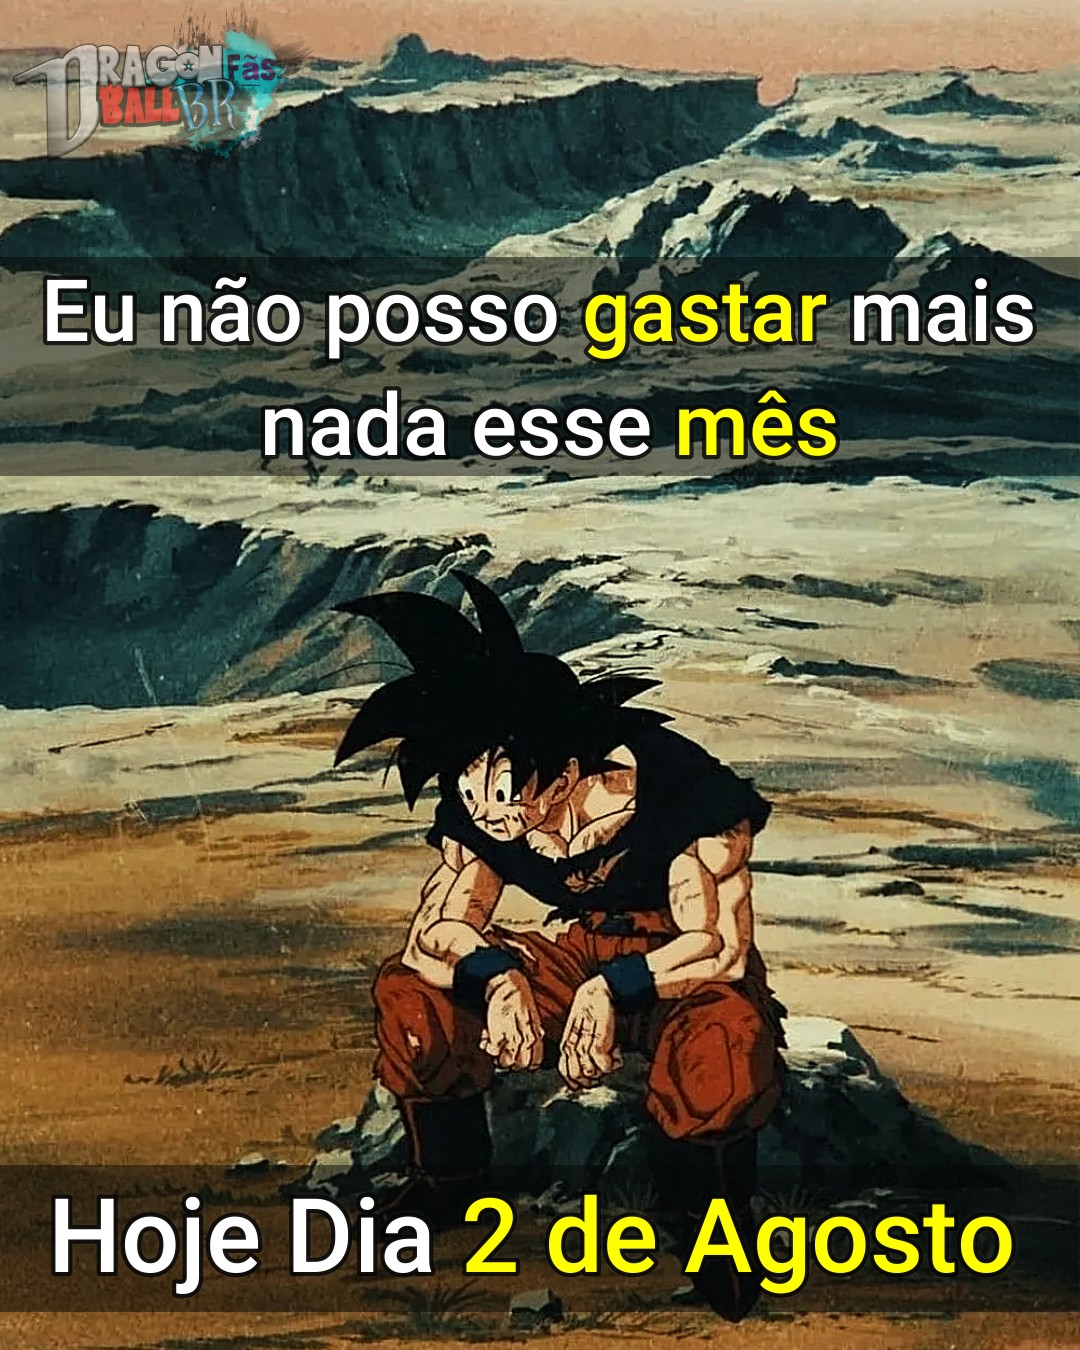 DRAGON Fãs
BALL BR
Eu não posso gastar mais
nada esse mês
Hoje Dia 2 de Agosto